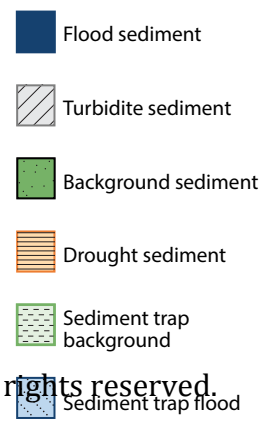 Flood sediment
Turbidite sediment
Background sediment
Drought sediment
Sediment trap
background
rights reserved.
Sediment trap flood